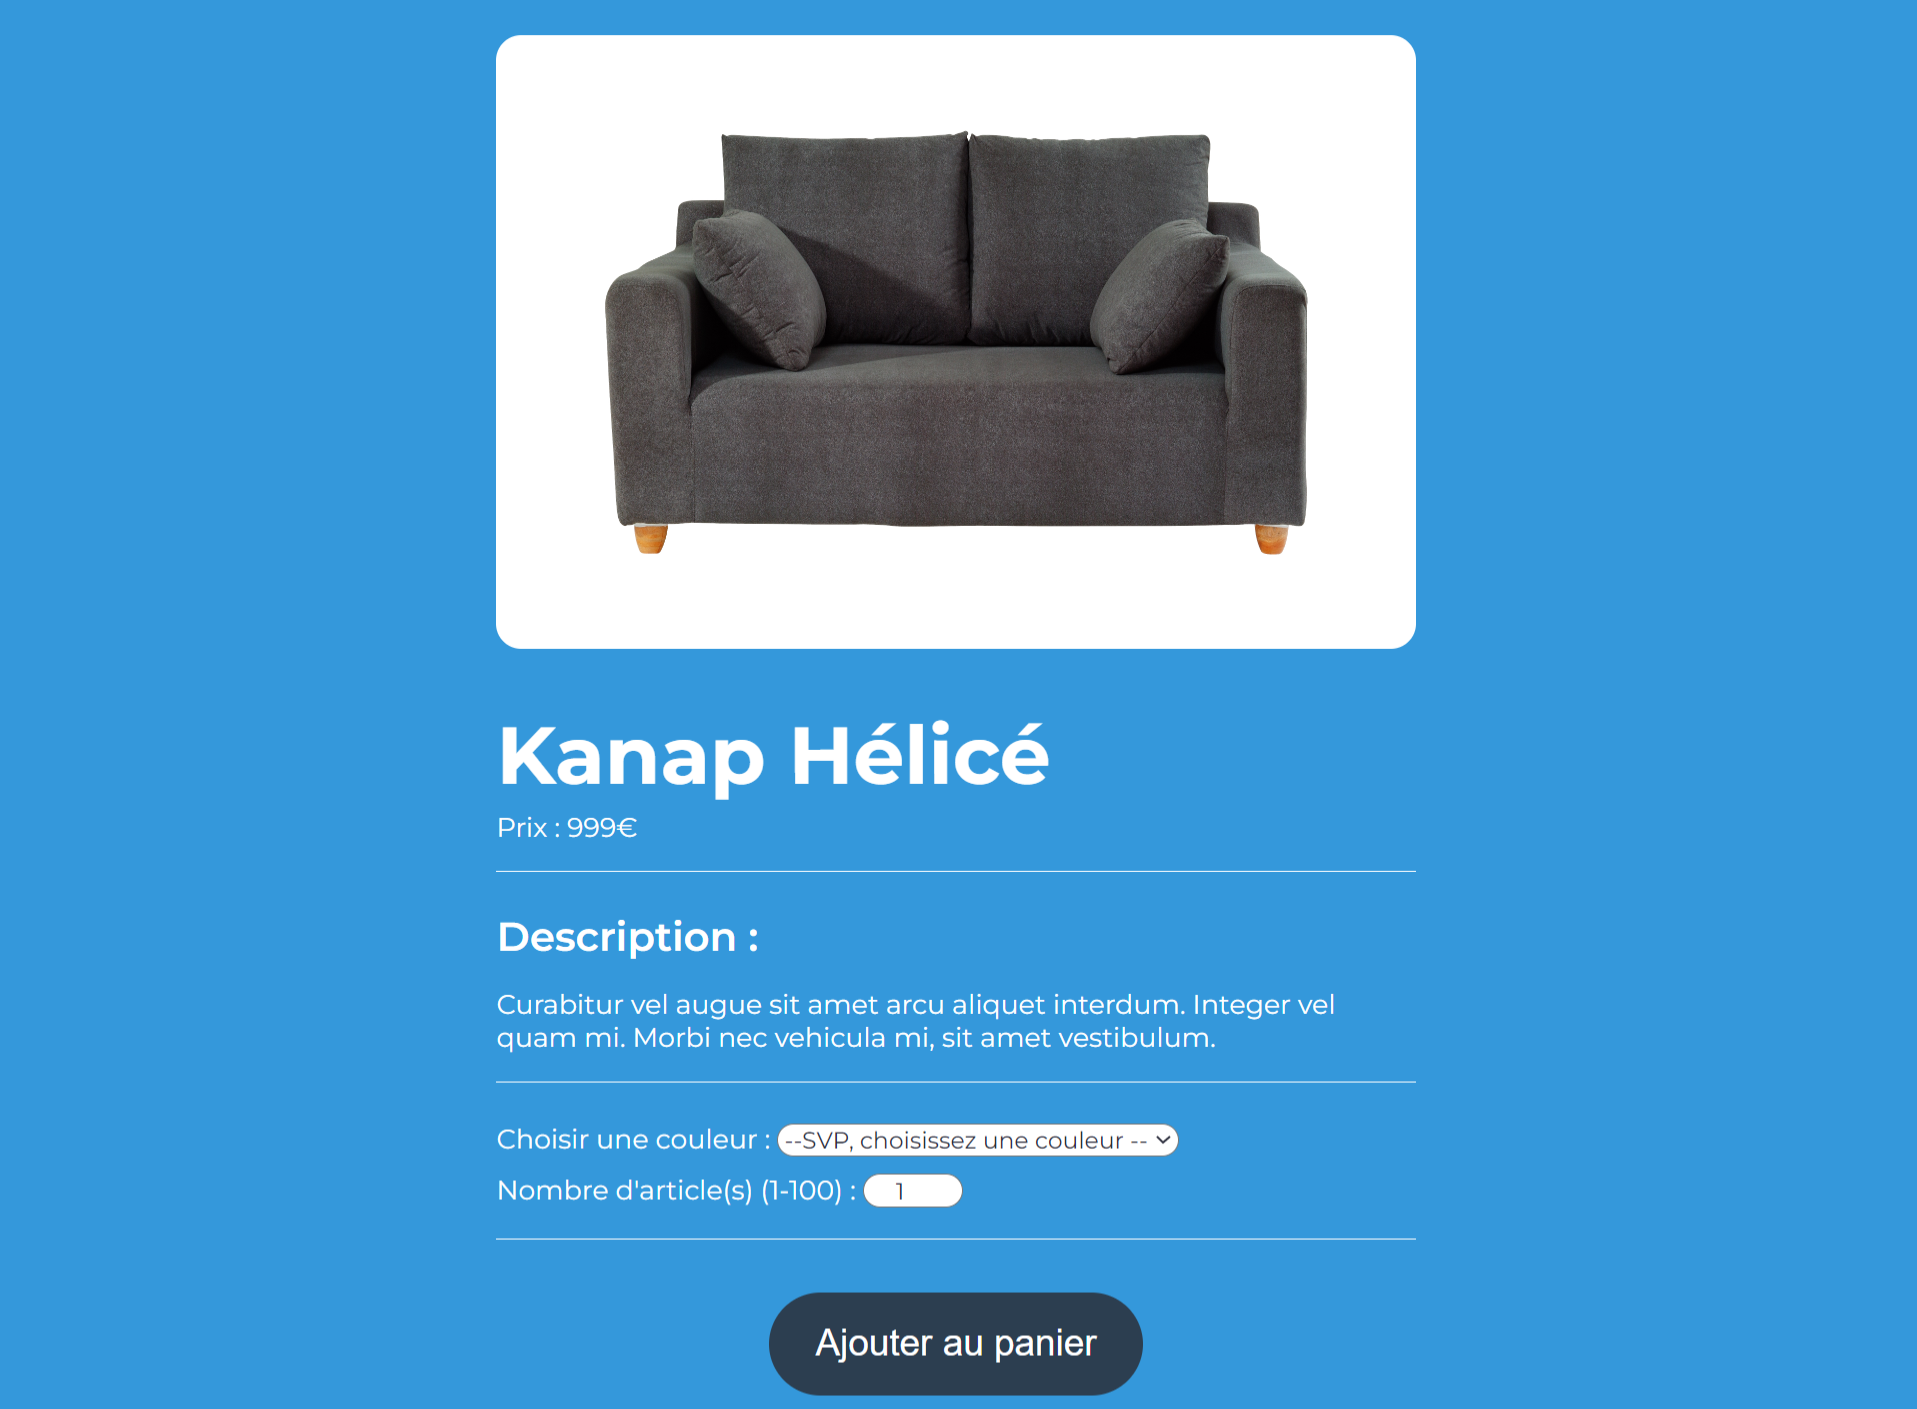 Kanap Hélicé
Prix : 999€
Description :
Curabitur vel augue sit amet arcu aliquet interdum. Integer vel
quam mi. Morbi nec vehicula mi, sit amet vestibulum.
Choisir une couleur : --SVP, choisissez une couleur --
Nombre d'article(s) (1-100) : 1
Ajouter au panier